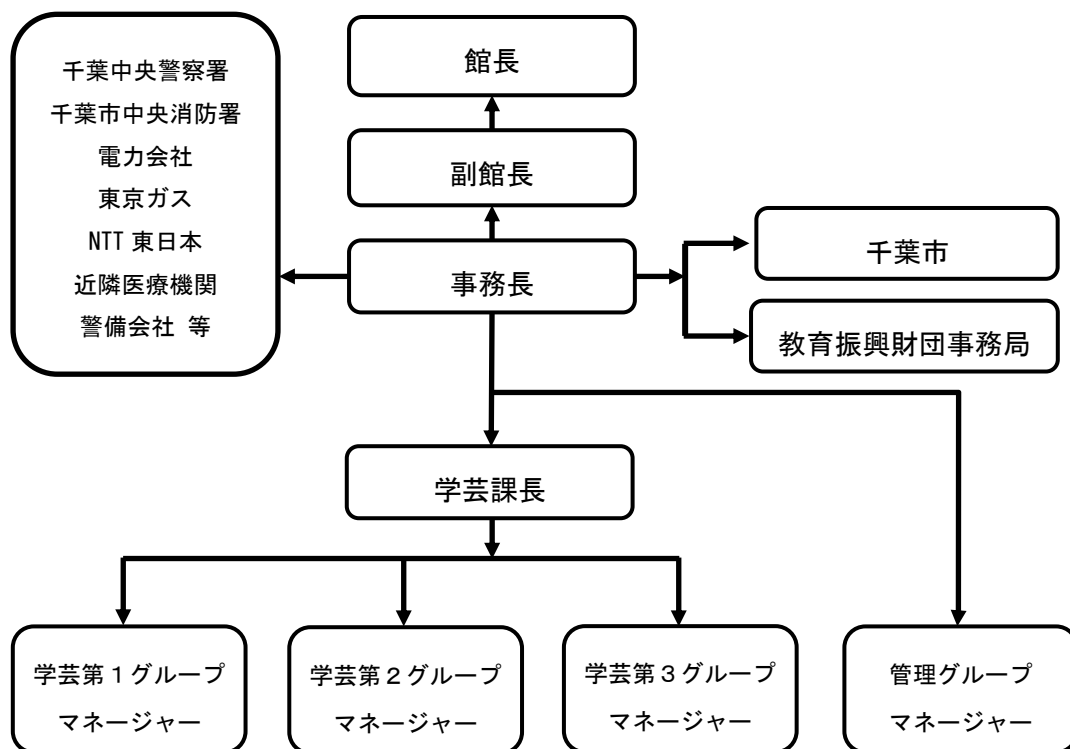 千葉中央警察署
千葉市中央消防署
電力会社
東京ガス
NTT 東日本
近隣医療機関
警備会社 等
館長
副館長
事務長
千葉市
教育振興財団事務局
学芸課長
学芸第1グループ
マネージャー
学芸第2グループ
マネージャー
学芸第3グループ
マネージャー
管理グループ
マネージャー